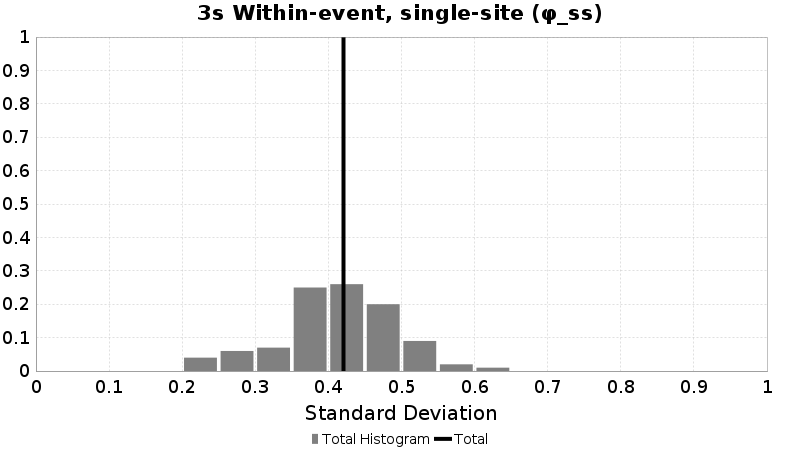 3s Within-event, single-site (φ_ss)
1
0.9
0.8
0.7
0.6
0.5
0.4
0.3
0.2
0.1
0
0 0.1 0.2 0.3 0.4 0.5 0.6 0.7 0.8 0.9 1
Standard Deviation
Total Histogram Total